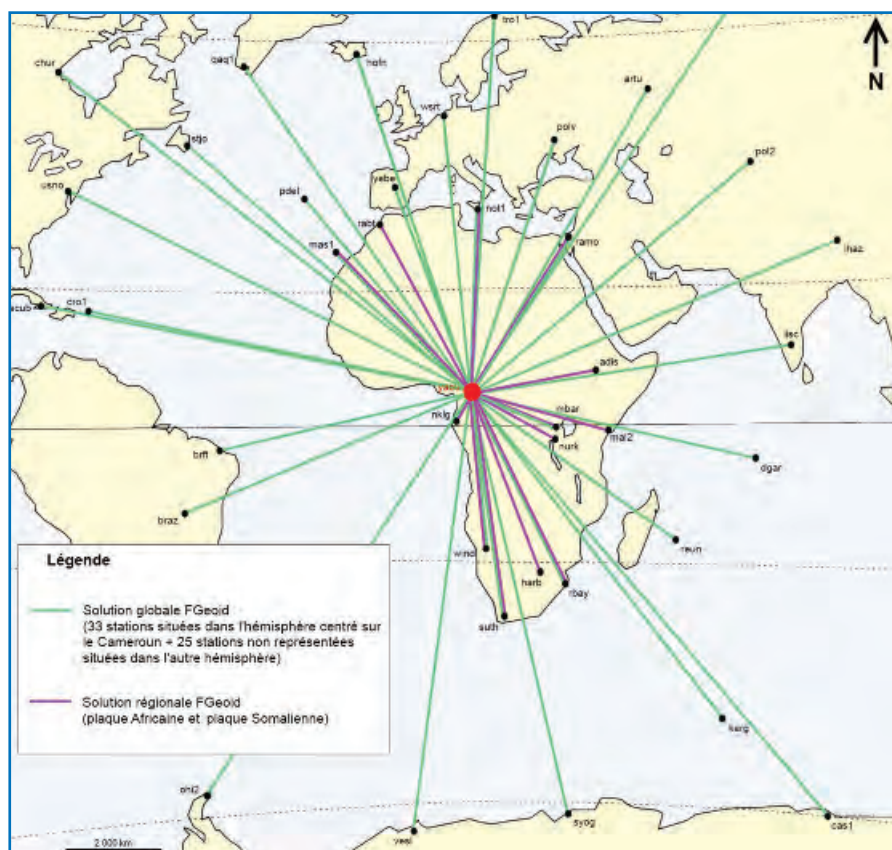 tro1
chur
qaq1
hofn
N
artu
wsrt
stjo
polv
pol2
usno
pdel
yebe
rabt
not1
mas1
ramo
lhaz
scub
cro1
iisc
adis
nklg
mbar
mal2
nurk
brft
dgar
braz
reun
wind
harb
rbay
suth
Légende
Solution globale FGeoid
(33 stations situées dans l'hémisphère centré sur
le Cameroun + 25 stations non représentées
situées dans l'autre hémisphère)
Solution régionale FGeoid
(plaque Africaine et plaque Somalienne)
kerg
ohi2
syog
cas1
vesl
2 000 km